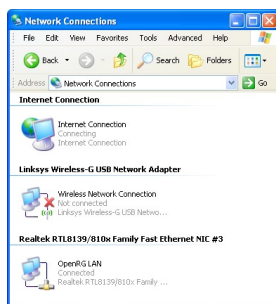 Network Connections
File Edit View Favorites Tools Advanced Help
Back Search Folders
Address Network Connections Go
Internet Connection
Internet Connection
Connecting
Internet Connection
Linksys Wireless-G USB Network Adapter
Wireless Network Connection
Not connected
Linksys Wireless-G USB Netwo...
Realtek RTL8139/810x Family Fast Ethernet NIC #3
OpenRG LAN
Connected
Realtek RTL8139/810x Family ...